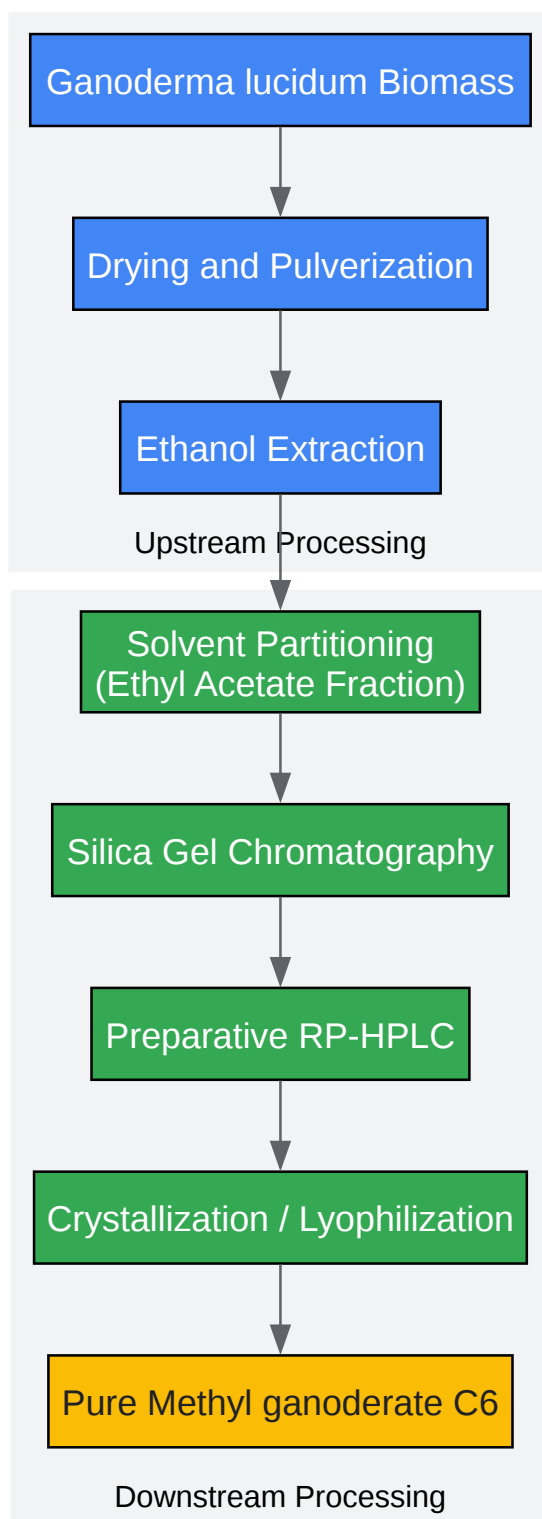 Ganoderma lucidum Biomass
Drying and Pulverization
Ethanol Extraction
Upstream Processing
Solvent Partitioning
(Ethyl Acetate Fraction)
Silica Gel Chromatography
Preparative RP-HPLC
Crystallization / Lyophilization
Pure Methyl ganoderate C6
Downstream Processing